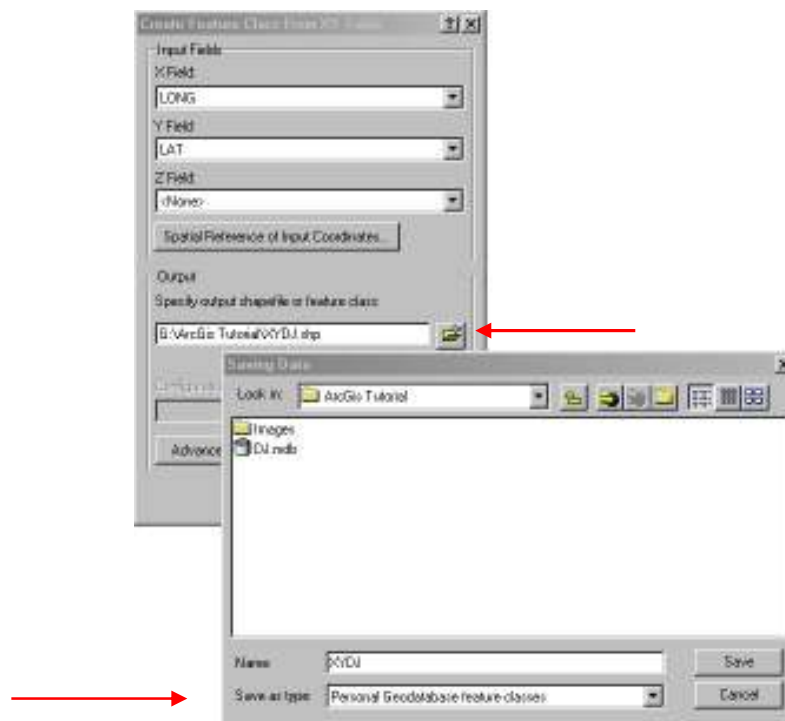 Create Feature Class From XY
Input Fields
X Field:
LONG
Y Field:
LAT
Z Field:
<None>
Spatial Reference of Input Coordinates...
Output
Specify output shapefile or feature class:
G:\ArcGis Tutorial\XYDJ.shp
Advance
Saving Data
Look in: ArcGis Tutorial
Images
DJ.mdb
Name: XYDJ
Save
Save as type: Personal Geodatabase feature classes
Cancel